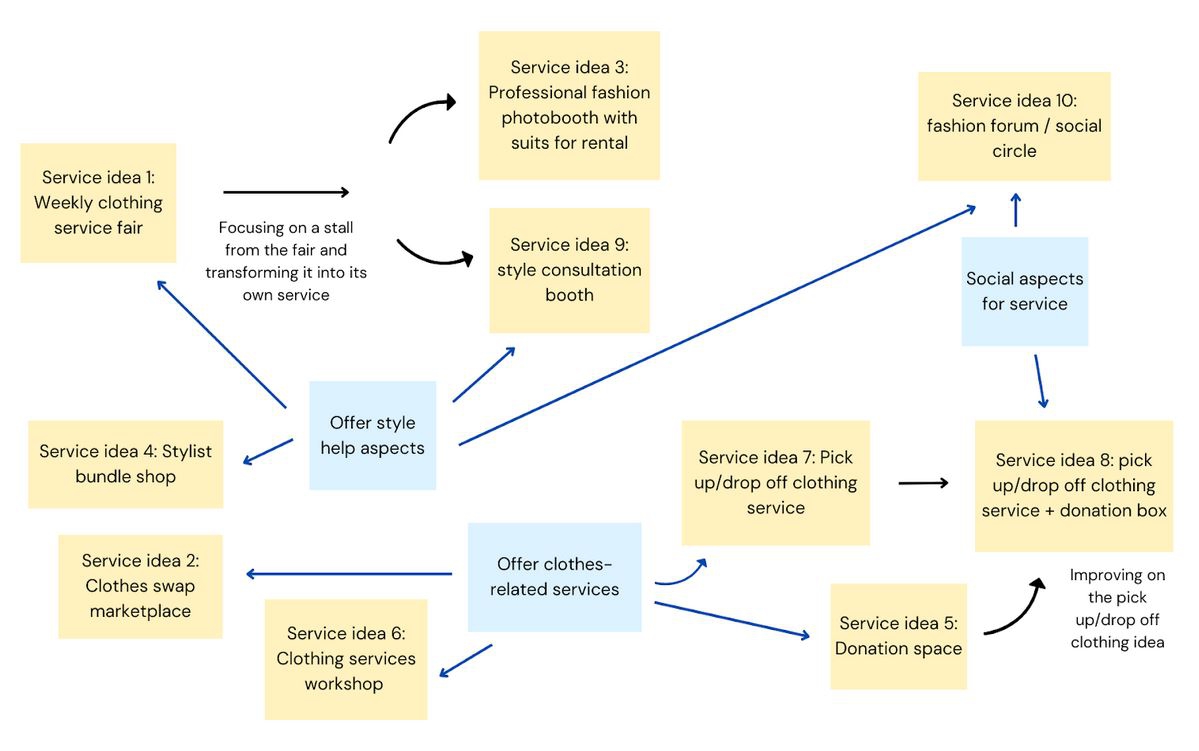 Service idea 3:
Professional fashion
photobooth with
suits for rental
Service idea 10:
fashion forum / social
circle
Service idea 1:
Weekly clothing
service fair
Focusing on a stall
from the fair and
transforming it into its
own service
Service idea 9:
style consultation
booth
Social aspects
for service
Offer style
help aspects
Service idea 4: Stylist
bundle shop
Service idea 7: Pick
up/drop off clothing
service
Service idea 8: pick
up/drop off clothing
service + donation box
Service idea 2:
Clothes swap
marketplace
Offer clothes-
related services
Improving on
the pick
up/drop off
clothing idea
Service idea 6:
Clothing services
workshop
Service idea 5:
Donation space